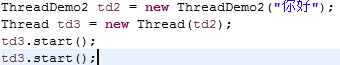 ThreadDemo2 td2 = new ThreadDemo2("你好");
Thread td3 = new Thread(td2);
td3.start();
td3.start();